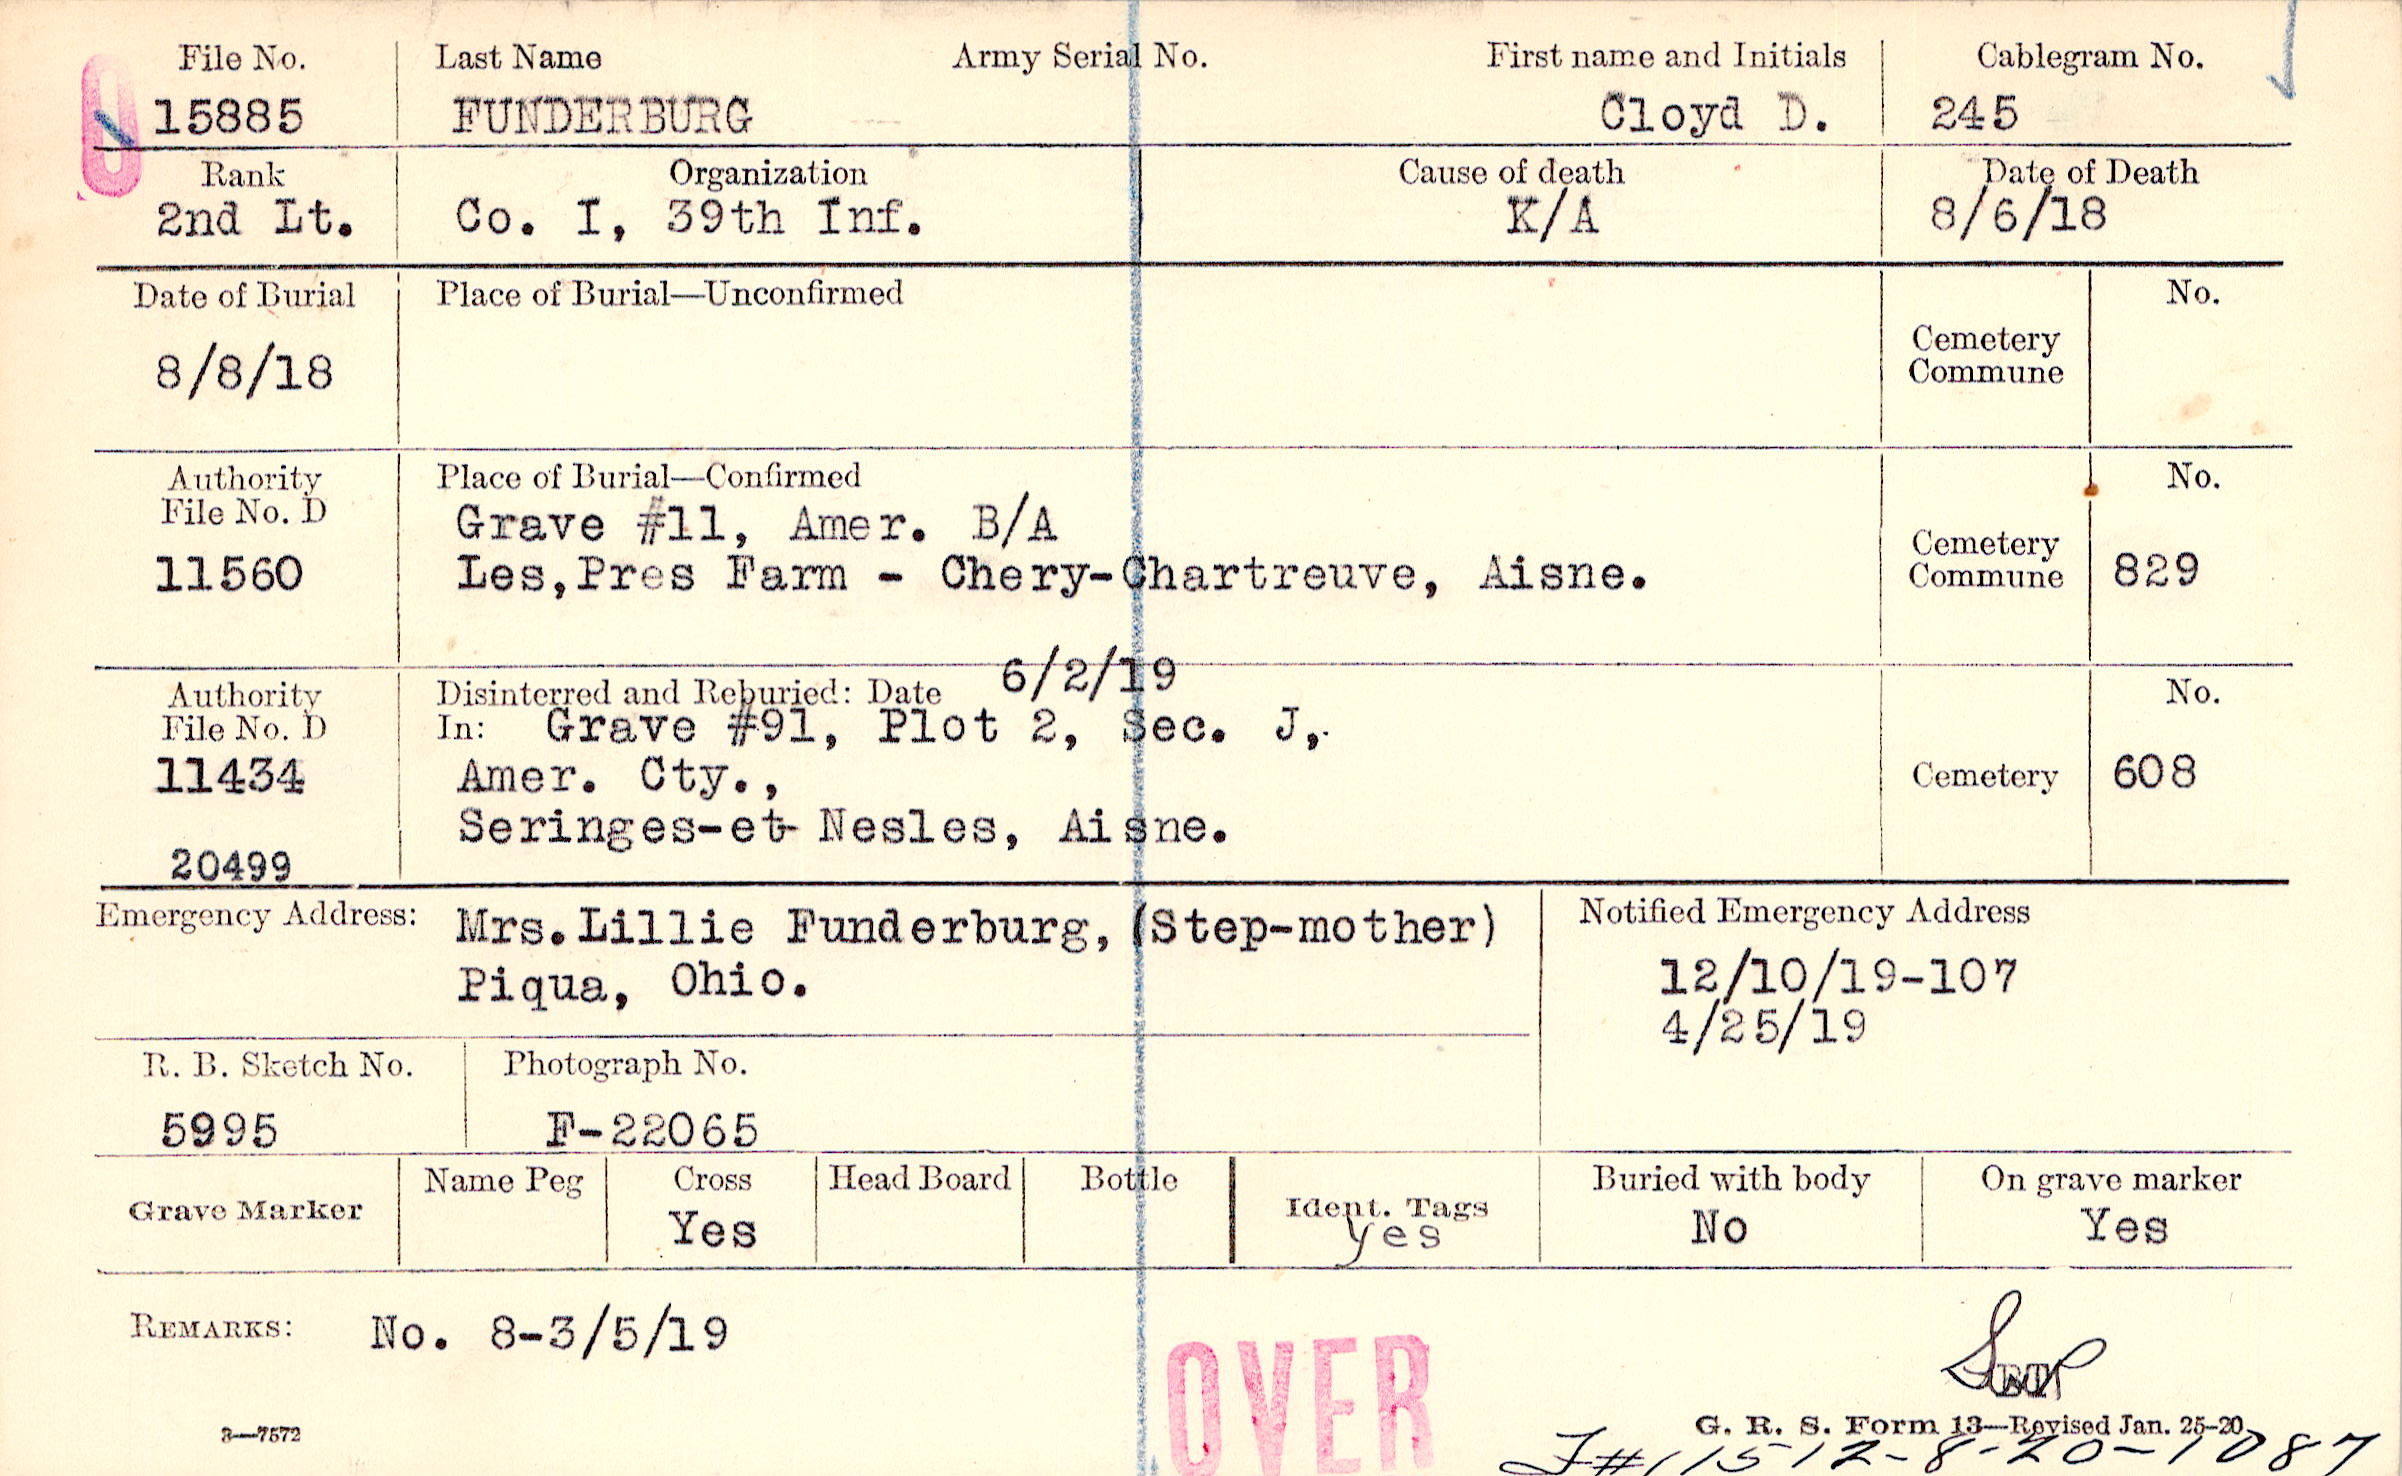 File No. Last Name Army Serial No. First name and Initials Cablegram No.
15885 FUNDERBURG Cloyd D. 245
Rank Organization Cause of death Date of Death
2nd Lt. Co. I, 39th Inf. K/A 8/6/18
Date of Burial Place of Burial—Unconfirmed No.
8/8/18
Cemetery
Commune
Authority Place of Burial—Confirmed No.
File No. D
Grave #11, Amer. B/A
11560 Les,Pres Farm - Chery-Chartreuve, Aisne.
Cemetery
Commune 829
Authority Disinterred and Reburied: Date 6/2/19 No.
File No. D In: Grave #91, Plot 2, Sec. J,
11434 Amer. Cty., Cemetery 608
Seringes-et- Nesles, Aisne.
20499
Emergency Address: Mrs.Lillie Funderburg, (Step-mother)
Piqua, Ohio.
Notified Emergency Address
12/10/19-107
4/25/19
R. B. Sketch No. Photograph No.
5995 F-22065
Grave Marker Name Peg Cross Head Board Bottle Ident. Tags Buried with body On grave marker
Yes Yes No Yes
REMARKS: No. 8-3/5/19
OVER
3—7572
G. R. S. Form 13—Revised Jan. 25-20